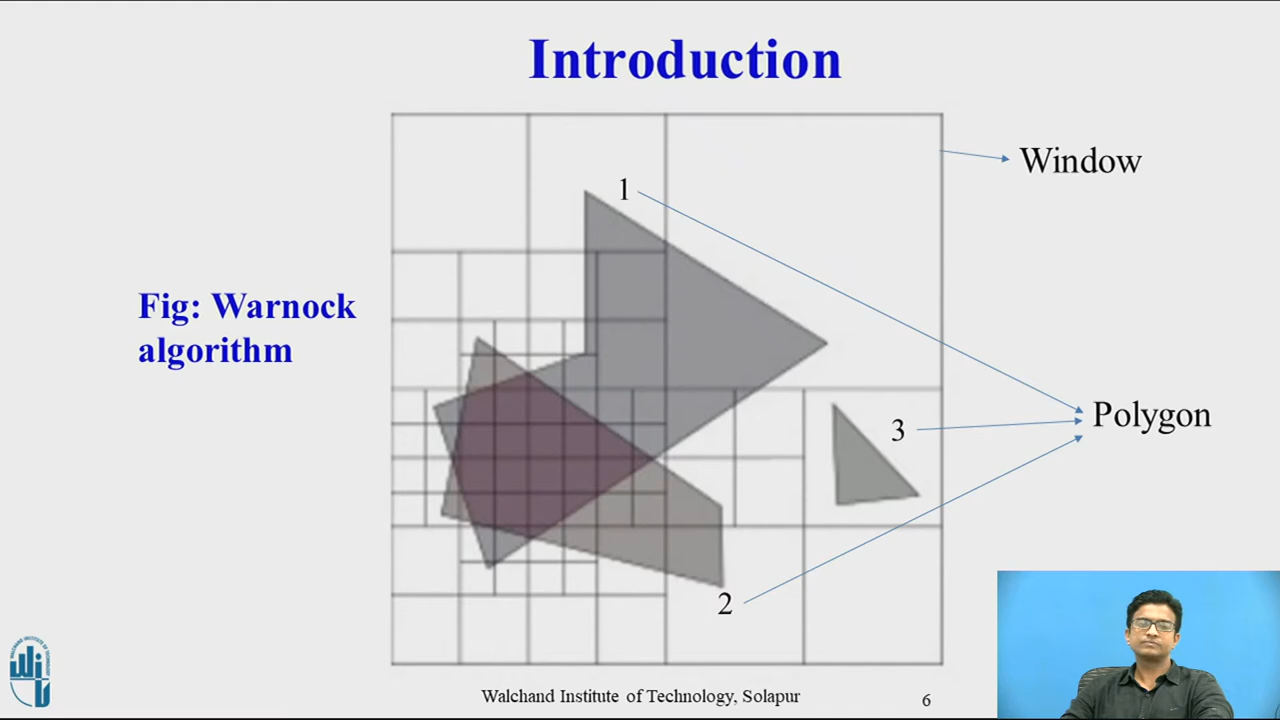 Introduction
Window
1
Fig: Warnock
algorithm
Polygon
3
2
Walchand Institute of Technology, Solapur
6